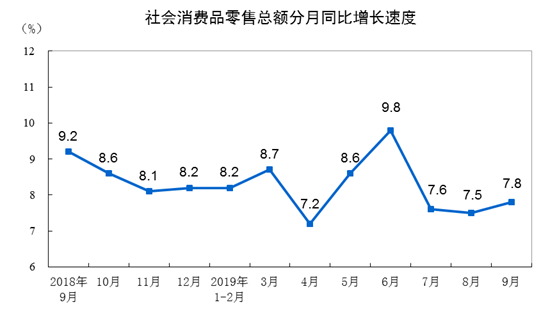 社会消费品零售总额分月同比增长速度
(%)
12
11
10
9
8
7
6
9.2
8.6
8.1
8.2
8.2
8.7
7.2
8.6
9.8
7.6
7.5
7.8
2018年
9月
10月
11月
12月
2019年
1-2月
3月
4月
5月
6月
7月
8月
9月